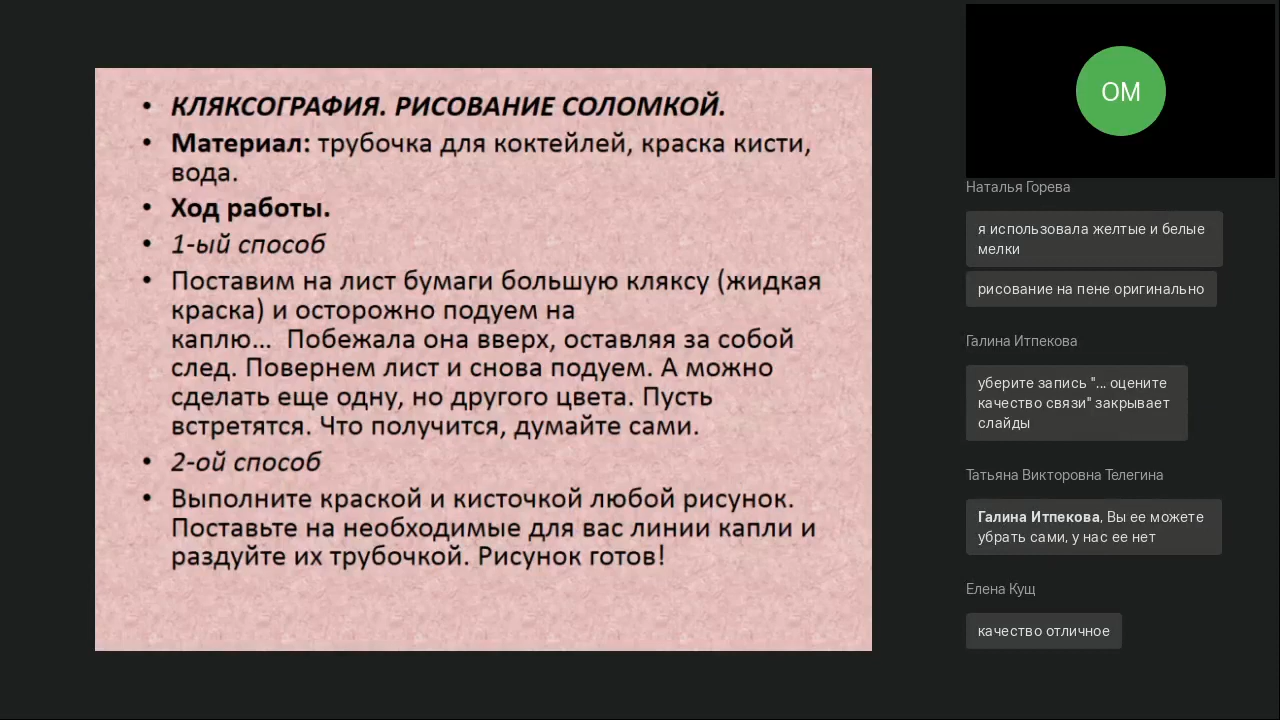 • КЛЯКСОГРАФИЯ. РИСОВАНИЕ СОЛОМКОЙ.
• Материал: трубочка для коктейлей, краска кисти,
вода.
• Ход работы.
• 1-ый способ
• Поставим на лист бумаги большую кляксу (жидкая
краска) и осторожно подуем на
каплю… Побежала она вверх, оставляя за собой
след. Повернем лист и снова подуем. А можно
сделать еще одну, но другого цвета. Пусть
встретятся. Что получится, думайте сами.
• 2-ой способ
• Выполните краской и кисточкой любой рисунок.
Поставьте на необходимые для вас линии капли и
раздуйте их трубочкой. Рисунок готов!
ОМ
Наталья Горева
я использовала желтые и белые
мелки
рисование на пене оригинально
Галина Итпекова
уберите запись "... оцените
качество связи" закрывает
слайды
Татьяна Викторовна Телегина
Галина Итпекова, Вы ее можете
убрать сами, у нас ее нет
Елена Кущ
качество отличное